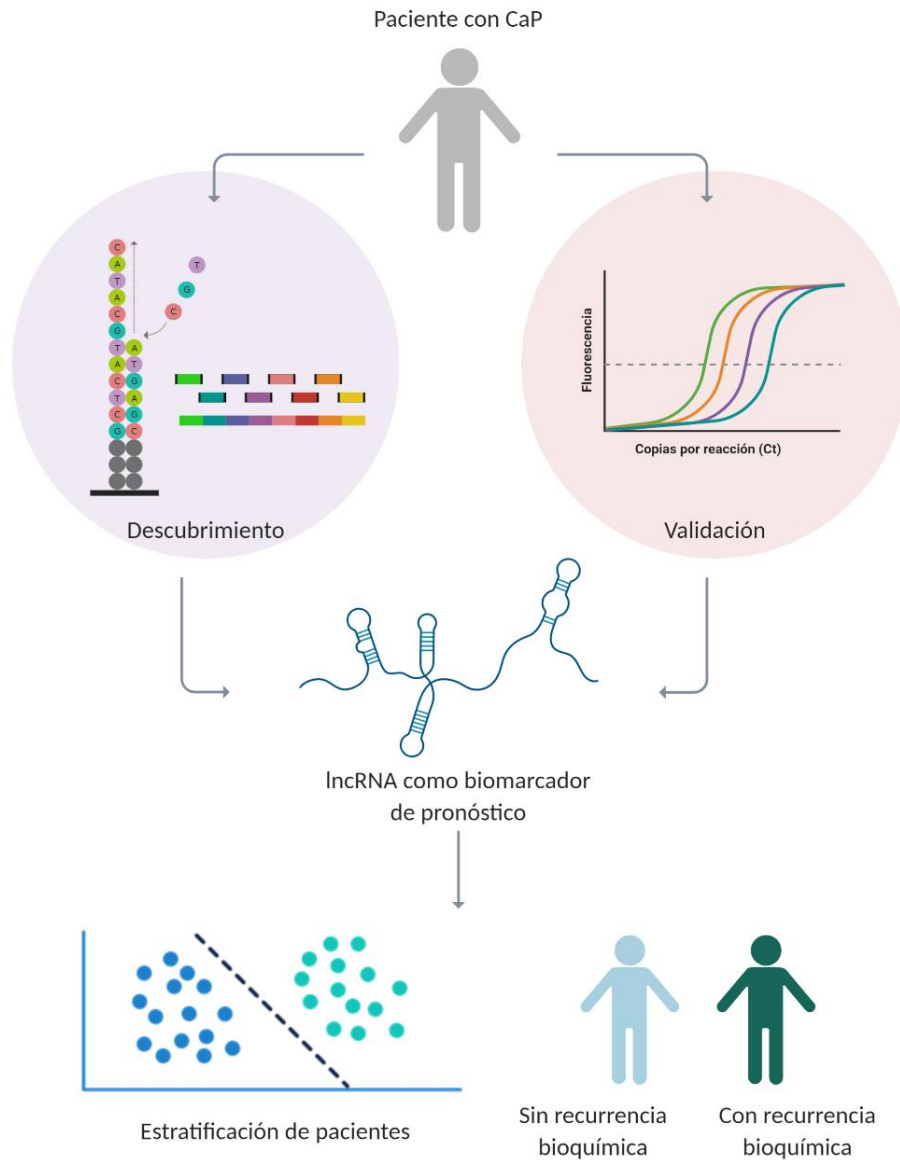 Paciente con CaP
T
G
C
C
A
T
A
C
G
T
A
A
T
C
G
T
A
C
G
G
C
Fluorescencia
Copias por reacción (Ct)
Descubrimiento
Validación
lncRNA como biomarcador
de pronóstico
Estratificación de pacientes
Sin recurrencia
bioquímica
Con recurrencia
bioquímica